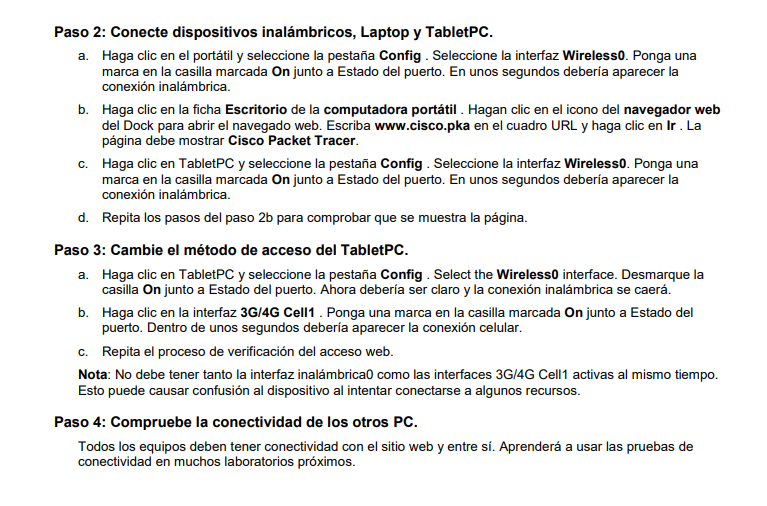 Paso 2: Conecte dispositivos inalámbricos, Laptop y TabletPC.
a. Haga clic en el portátil y seleccione la pestaña Config . Seleccione la interfaz Wireless0. Ponga una
marca en la casilla marcada On junto a Estado del puerto. En unos segundos debería aparecer la
conexión inalámbrica.
b. Haga clic en la ficha Escritorio de la computadora portátil . Hagan clic en el icono del navegador web
del Dock para abrir el navegado web. Escriba www.cisco.pka en el cuadro URL y haga clic en Ir . La
página debe mostrar Cisco Packet Tracer.
c. Haga clic en TabletPC y seleccione la pestaña Config . Seleccione la interfaz Wireless0. Ponga una
marca en la casilla marcada On junto a Estado del puerto. En unos segundos debería aparecer la
conexión inalámbrica.
d. Repita los pasos del paso 2b para comprobar que se muestra la página.
Paso 3: Cambie el método de acceso del TabletPC.
a. Haga clic en TabletPC y seleccione la pestaña Config . Select the Wireless0 interface. Desmarque la
casilla On junto a Estado del puerto. Ahora debería ser claro y la conexión inalámbrica se caerá.
b. Haga clic en la interfaz 3G/4G Cell1 . Ponga una marca en la casilla marcada On junto a Estado del
puerto. Dentro de unos segundos debería aparecer la conexión celular.
c. Repita el proceso de verificación del acceso web.
Nota: No debe tener tanto la interfaz inalámbrica0 como las interfaces 3G/4G Cell1 activas al mismo tiempo.
Esto puede causar confusión al dispositivo al intentar conectarse a algunos recursos.
Paso 4: Compruebe la conectividad de los otros PC.
Todos los equipos deben tener conectividad con el sitio web y entre sí. Aprenderá a usar las pruebas de
conectividad en muchos laboratorios próximos.